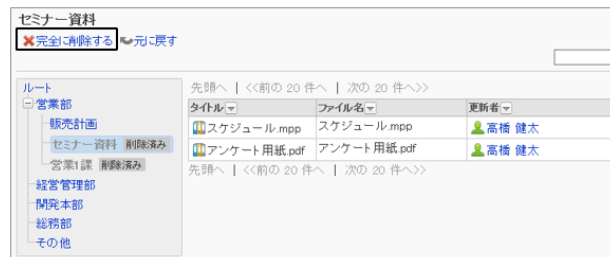 セミナー資料
完全に削除する 元に戻す
ルート
営業部
販売計画
セミナー資料 削除済み
営業1課 削除済み
経営管理部
開発本部
総務部
その他
先頭へ | <<前の 20 件へ | 次の 20 件へ>>
タイトル ファイル名 更新者
スケジュール.mpp スケジュール.mpp 高橋 健太
アンケート用紙.pdf アンケート用紙.pdf 高橋 健太
先頭へ | <<前の 20 件へ | 次の 20 件へ>>